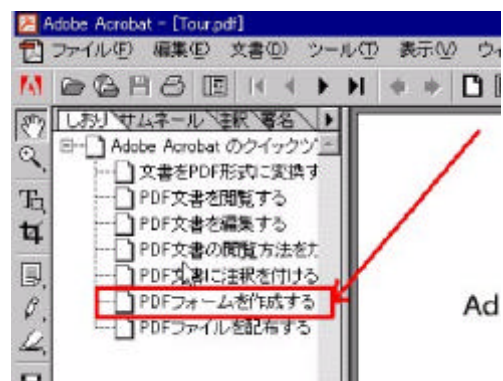 Adobe Acrobat - [Tour.pdf]
ファイル(F) 編集(E) 文書(D) ツール(T) 表示(V) ウィ
しおり サムネール 注釈 署名
Adobe Acrobat のクイックツ
文書をPDF形式に変換す
PDF文書を閲覧する
PDF文書を編集する
PDF文書の閲覧方法をカ
PDF文書に注釈を付ける
PDFフォームを作成する
PDFファイルを配布する
Ad